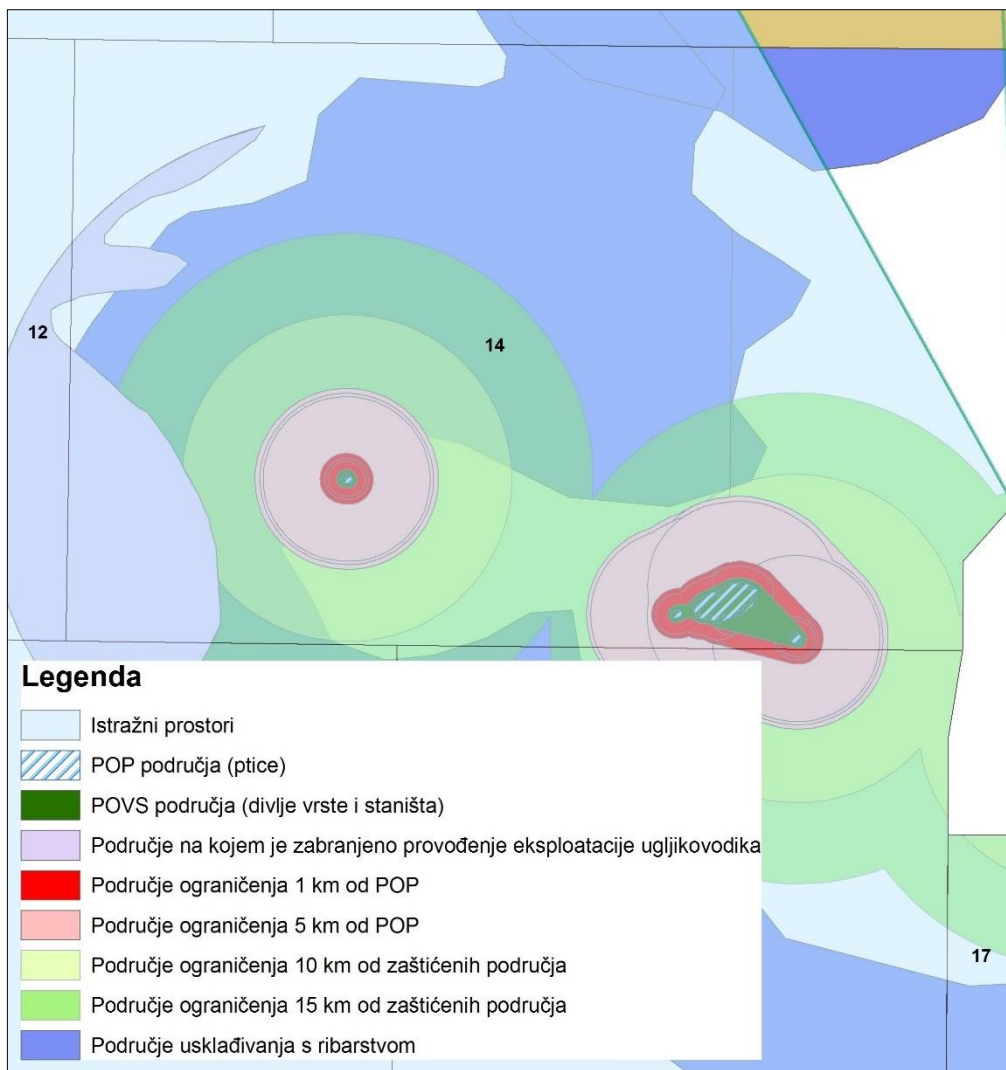 12
14
Legenda
Istražni prostori
POP područja (ptice)
POVS područja (divlje vrste i staništa)
Područje na kojem je zabranjeno provođenje eksploatacije ugljikovodika
Područje ograničenja 1 km od POP
Područje ograničenja 5 km od POP
Područje ograničenja 10 km od zaštićenih područja
Područje ograničenja 15 km od zaštićenih područja
17
Područje usklađivanja s ribarstvom